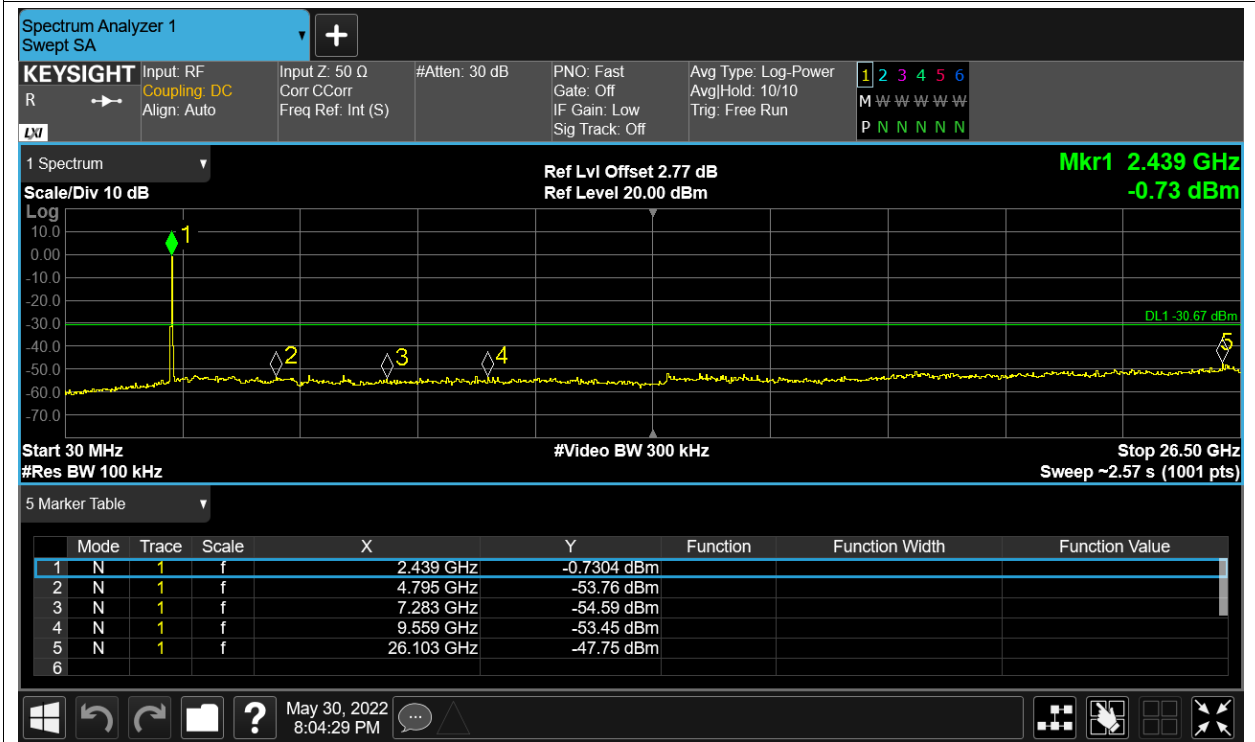 Spectrum Analyzer 1
Swept SA
KEYSIGHT
R
LXI
Input: RF
Coupling: DC
Align: Auto
Input Z: 50 Ω
Corr CCorr
Freq Ref: Int (S)
#Atten: 30 dB
PNO: Fast
Gate: Off
IF Gain: Low
Sig Track: Off
Avg Type: Log-Power
Avg|Hold: 10/10
Trig: Free Run
1 2 3 4 5 6
M W W W W W
P N N N N N
1 Spectrum
Scale/Div 10 dB
Ref Lvl Offset 2.77 dB
Ref Level 20.00 dBm
Mkr1 2.439 GHz
-0.73 dBm
Log
10.0
0.00
-10.0
-20.0
-30.0
-40.0
-50.0
-60.0
-70.0
1
2
3
4
5
DL1 -30.67 dBm
Start 30 MHz
#Res BW 100 kHz
#Video BW 300 kHz
Stop 26.50 GHz
Sweep ~2.57 s (1001 pts)
5 Marker Table
Mode Trace Scale X Y Function Function Width Function Value
1 N 1 f 2.439 GHz -0.7304 dBm
2 N 1 f 4.795 GHz -53.76 dBm
3 N 1 f 7.283 GHz -54.59 dBm
4 N 1 f 9.559 GHz -53.45 dBm
5 N 1 f 26.103 GHz -47.75 dBm
6
?
May 30, 2022
8:04:29 PM